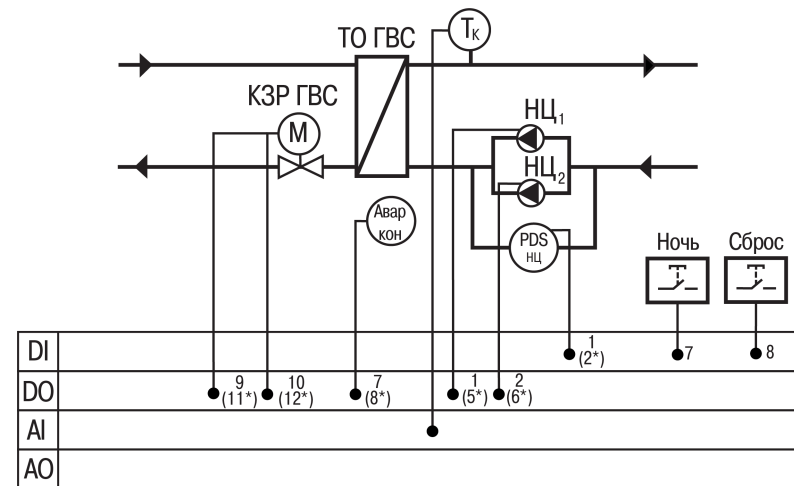 Tк
ТО ГВС
КЗР ГВС
М
НЦ1
НЦ2
Авар
кон
PDS
НЦ
Ночь
Сброс
DI
1
(2*)
7
8
DO
9
(11*)
10
(12*)
7
(8*)
1
(5*)
2
(6*)
AI
AO